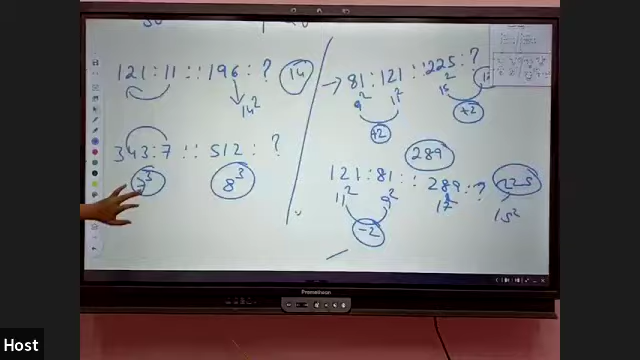 121 : 11 :: 196 : ? 14
14²
343 : 7 :: 512 : ?
7³ 8³
→ 81 : 121 :: 225 : ?
9² 11² 15²
+2 +2
289
121 : 81 :: 289 : ? 225
11² 9² 17² 15²
-2
Promethean
Host